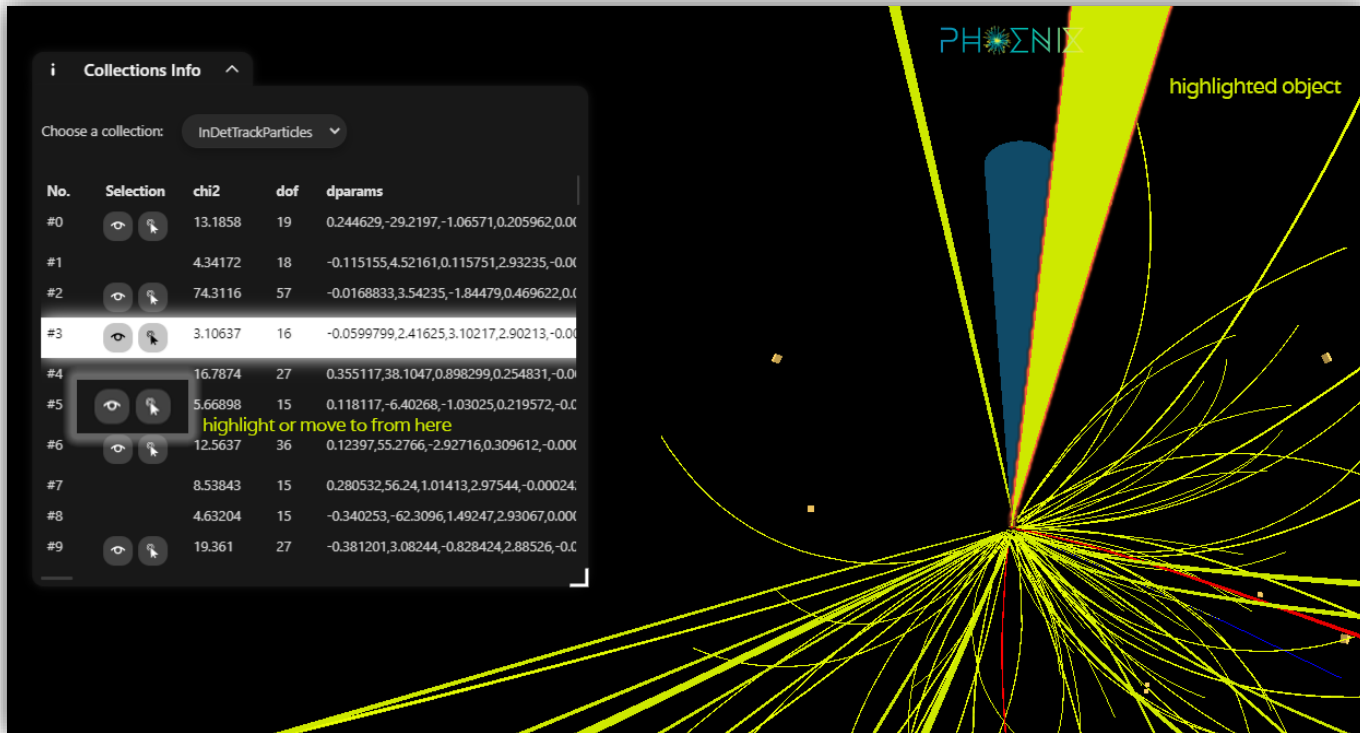 PHΣNIX
highlighted object
i Collections Info
Choose a collection: InDetTrackParticles
No. Selection chi2 dof dparams
#0 13.1858 19 0.244629,-29.2197,-1.06571,0.205962,0.00
#1 4.34172 18 -0.115155,4.52161,0.115751,2.93235,-0.00
#2 74.3116 57 -0.0168833,3.54235,-1.84479,0.469622,0.0
#3 3.10637 16 -0.0599799,2.41625,3.10217,2.90213,-0.00
#4 16.7874 27 0.355117,38.1047,0.898299,0.254831,-0.0
#5 5.66898 15 0.118117,-6.40268,-1.03025,0.219572,-0.0
highlight or move to from here
#6 12.5637 36 0.12397,55.2766,-2.92716,0.309612,-0.000
#7 8.53843 15 0.280532,56.24,1.01413,2.97544,-0.00024
#8 4.63204 15 -0.340253,-62.3096,1.49247,2.93067,0.000
#9 19.361 27 -0.381201,3.08244,-0.828424,2.88526,-0.0